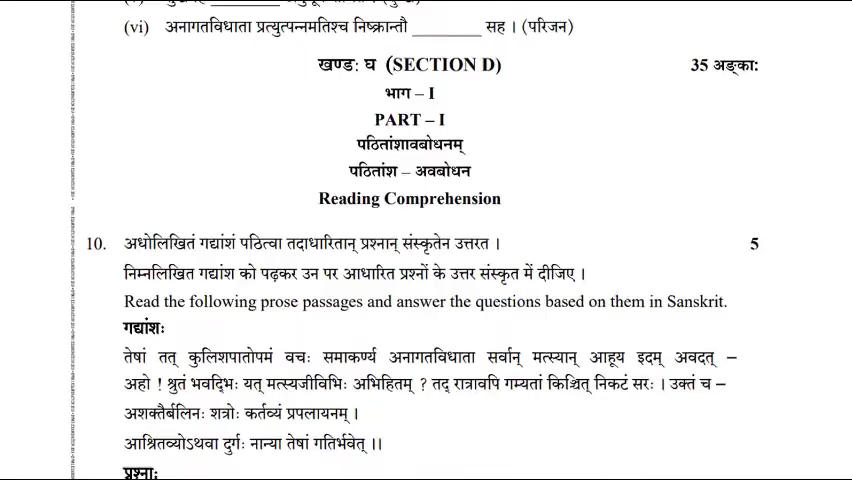 (vi) अनागतविधाता प्रत्युत्पन्नमतिश्च निष्क्रान्तौ __________ सह । (परिजन)
खण्ड: घ (SECTION D) 35 अङ्का:
भाग – I
PART – I
पठितांशावबोधनम्
पठितांश – अवबोधन
Reading Comprehension
10. अधोलिखितं गद्यांशं पठित्वा तदाधारितान् प्रश्नान् संस्कृतेन उत्तरत । 5
निम्नलिखित गद्यांश को पढ़कर उन पर आधारित प्रश्नों के उत्तर संस्कृत में दीजिए ।
Read the following prose passages and answer the questions based on them in Sanskrit.
गद्यांशः
तेषां तत् कुलिशपातोपमं वचः समाकर्ण्य अनागतविधाता सर्वान् मत्स्यान् आहूय इदम् अवदत् –
अहो ! श्रुतं भवद्भिः यत् मत्स्यजीविभिः अभिहितम् ? तद् रात्रावपि गम्यतां किञ्चित् निकटं सरः । उक्तं च –
अशक्तैर्बलिनः शत्रोः कर्तव्यं प्रपलायनम् ।
आश्रितव्योऽथवा दुर्गः नान्या तेषां गतिर्भवेत् ।।
प्रश्नाः